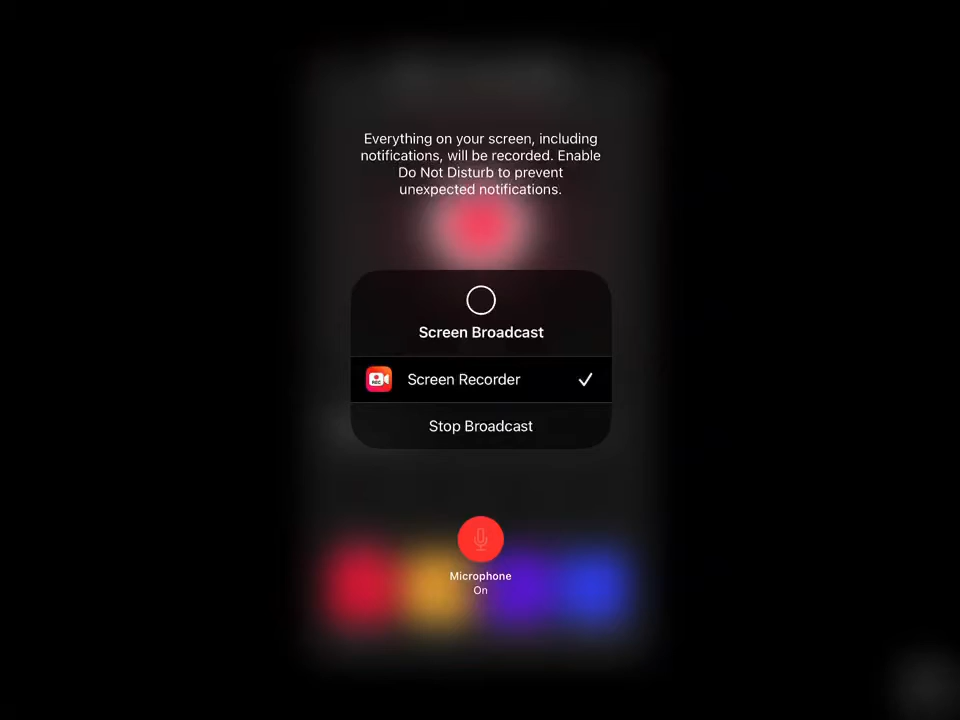 Everything on your screen, including
notifications, will be recorded. Enable
Do Not Disturb to prevent
unexpected notifications.
Screen Broadcast
REC
Screen Recorder
Stop Broadcast
Microphone
On